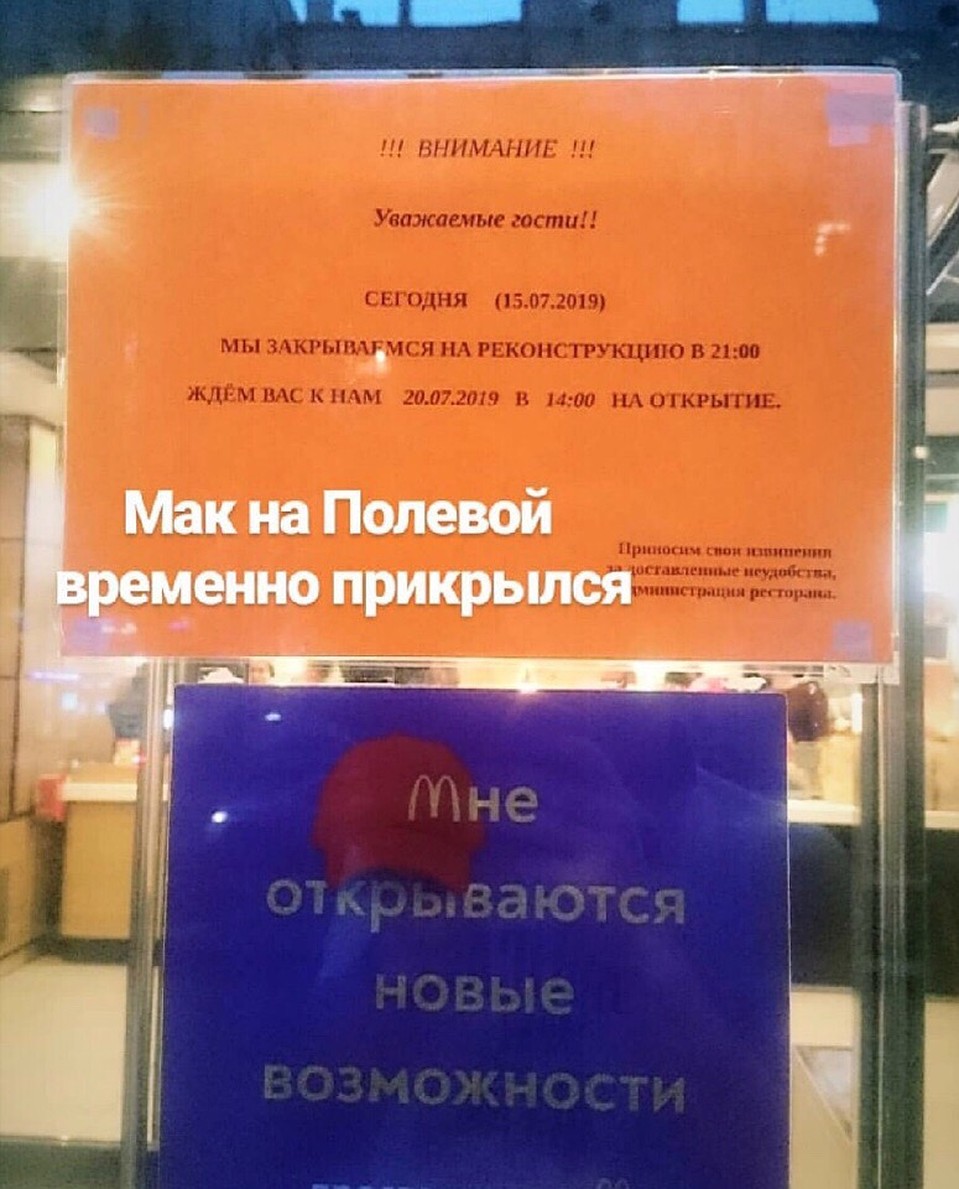 !!! ВНИМАНИЕ !!!
Уважаемые гости!!
СЕГОДНЯ (15.07.2019)
МЫ ЗАКРЫВАЕМСЯ НА РЕКОНСТРУКЦИЮ В 21:00
ЖДЁМ ВАС К НАМ 20.07.2019 В 14:00 НА ОТКРЫТИЕ.
Мак на Полевой
временно прикрылся
Приносим свои извинения
за доставленные неудобства,
администрация ресторана.
Мне
открываются
новые
возможности